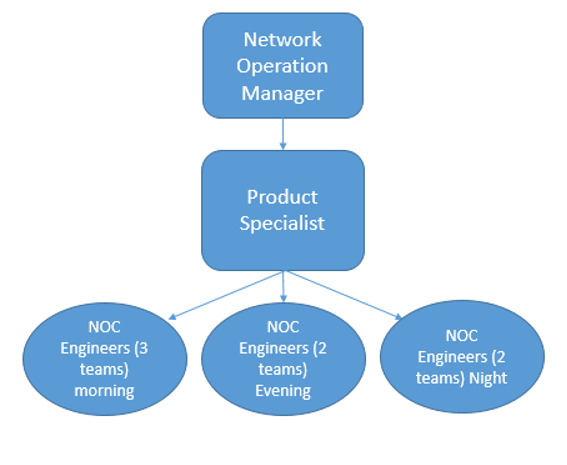 Network
Operation
Manager
Product
Specialist
NOC
Engineers (3
teams)
morning
NOC
Engineers (2
teams)
Evening
NOC
Engineers (2
teams) Night